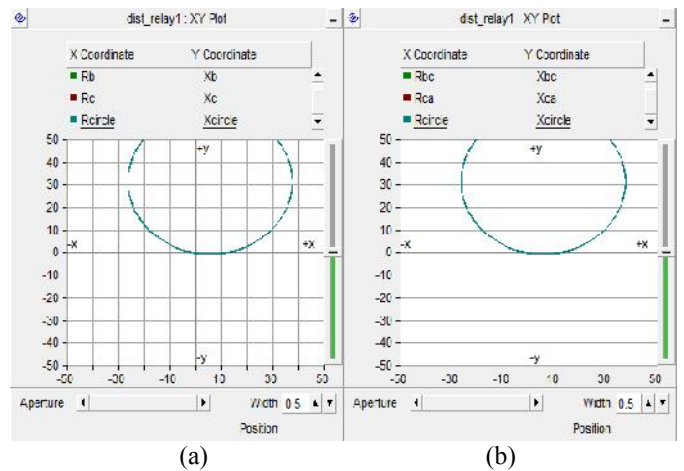 dist_relay1 : XY Plot
X Coordinate Y Coordinate
Rb Xb
Rc Xc
Rcircle Xcircle
50
40
30
20
10
0
-10
-20
-30
-40
-50
+y
-x +x
-y
-50 -30 -10 10 30 50
Aperture Width 0.5
Position
(a)
dist_relay1 XY Plot
X Coordinate Y Coordinate
Rbc Xbc
Rca Xca
Rcircle Xcircle
50
40
30
20
10
0
-10
-20
-30
-40
-50
+y
-x +x
-y
-50 -30 -10 10 30 50
Aperture Width 0.5
Position
(b)